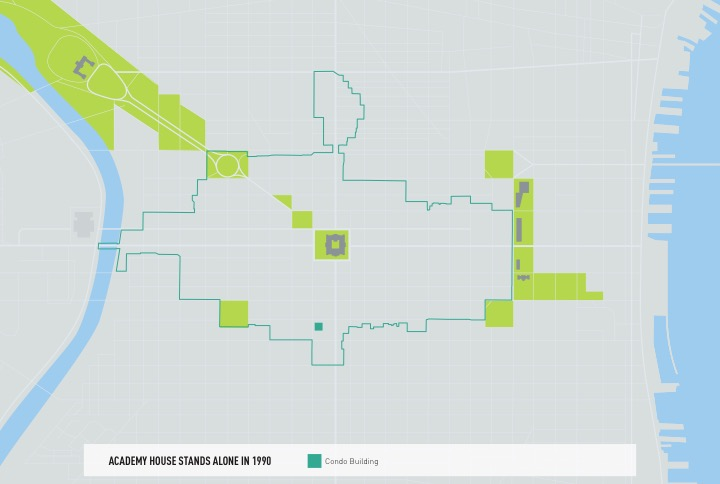 ACADEMY HOUSE STANDS ALONE IN 1990
Condo Building